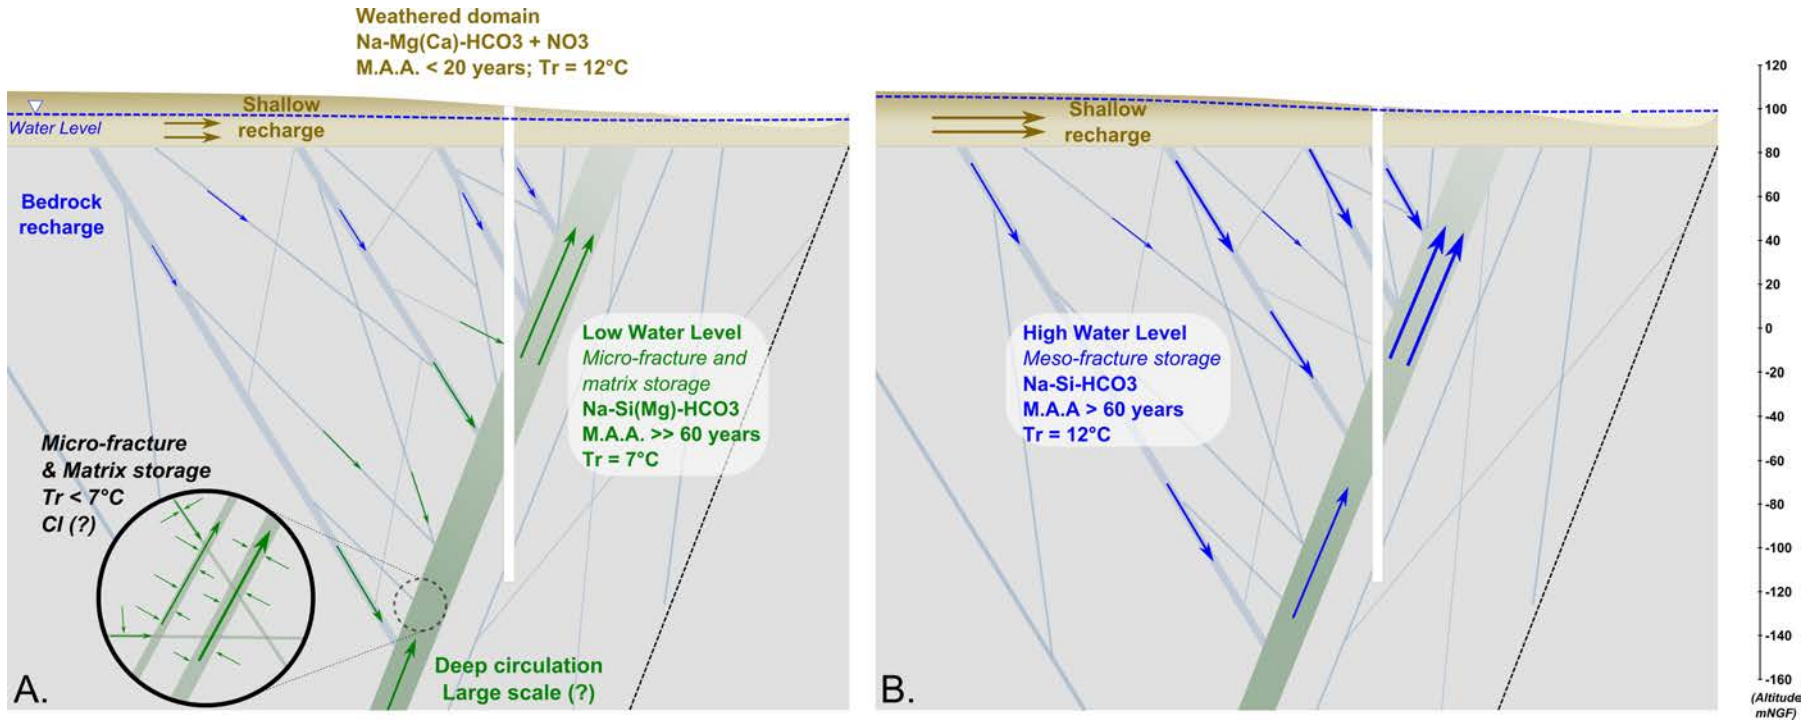 Weathered domain
Na-Mg(Ca)-HCO3 + NO3
M.A.A. < 20 years; Tr = 12°C
Shallow
recharge
Water Level
Bedrock
recharge
Low Water Level
Micro-fracture and
matrix storage
Na-Si(Mg)-HCO3
M.A.A. >> 60 years
Tr = 7°C
Micro-fracture
& Matrix storage
Tr < 7°C
Cl (?)
Deep circulation
Large scale (?)
A.
Shallow
recharge
High Water Level
Meso-fracture storage
Na-Si-HCO3
M.A.A > 60 years
Tr = 12°C
B.
120
100
80
60
40
20
0
-20
-40
-60
-80
-100
-120
-140
-160
(Altitude
mNGF)